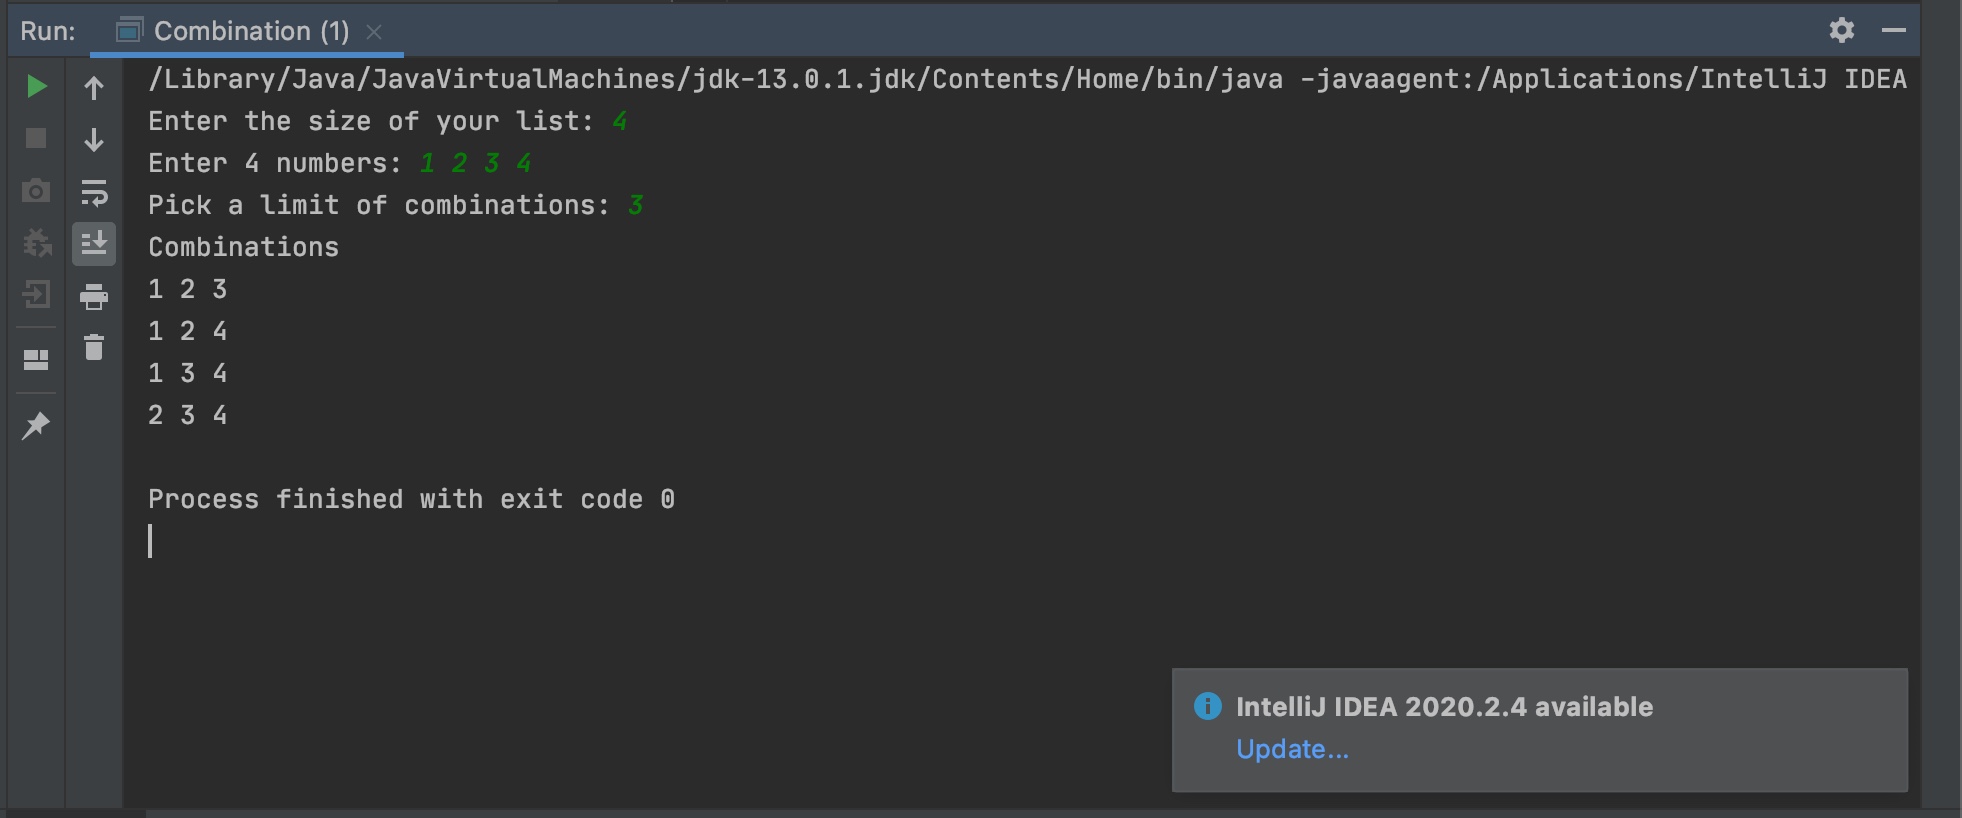 Run: Combination (1)
/Library/Java/JavaVirtualMachines/jdk-13.0.1.jdk/Contents/Home/bin/java -javaagent:/Applications/IntelliJ IDEA
Enter the size of your list: 4
Enter 4 numbers: 1 2 3 4
Pick a limit of combinations: 3
Combinations
1 2 3
1 2 4
1 3 4
2 3 4
Process finished with exit code 0
IntelliJ IDEA 2020.2.4 available
Update...